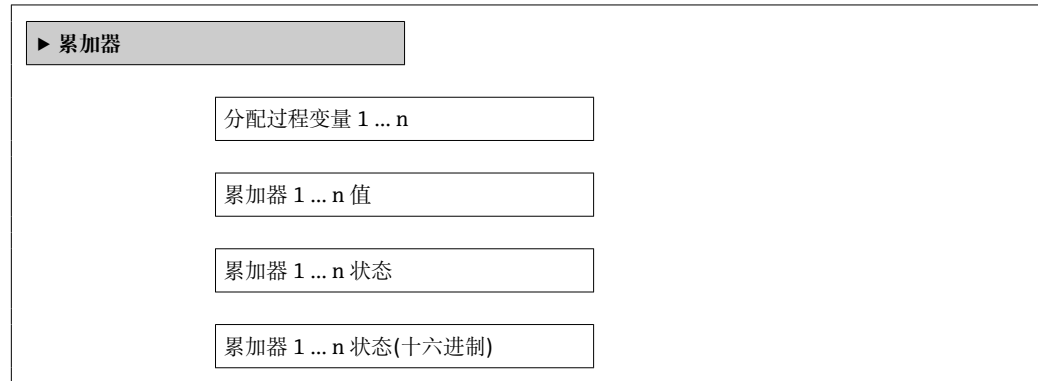 ▶ 累加器
分配过程变量 1 ... n
累加器 1 ... n 值
累加器 1 ... n 状态
累加器 1 ... n 状态(十六进制)